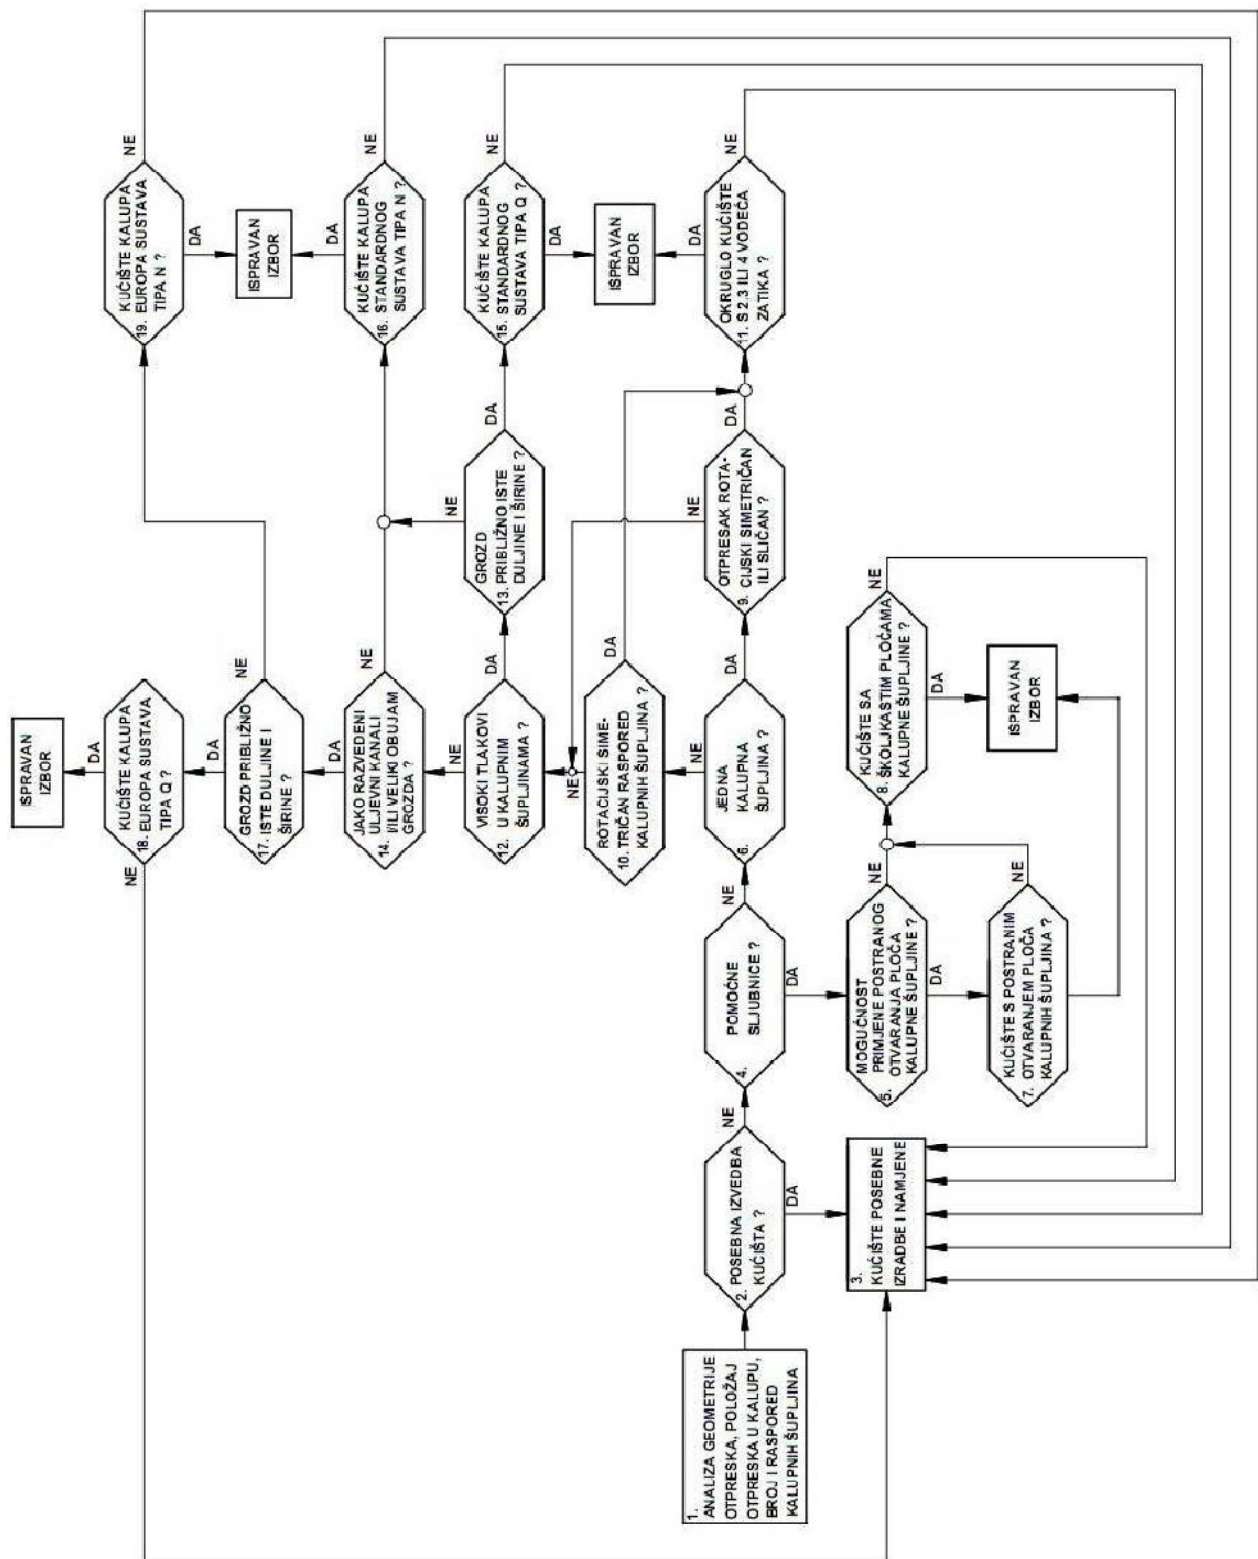 1.
ANALIZA GEOMETRIJE
OTPRESKA, POLOŽAJ
OTPRESKA U KALUPU,
BROJ I RASPORED
KALUPNIH ŠUPLJINA
2. POSEBNA IZVEDBA
KUĆIŠTA ?
NE
DA
3.
KUĆIŠTE POSEBNE
IZRADBE I NAMJENE
POMOĆNE
4. SLJUBNICE ?
NE
DA
MOGUĆNOST
PRIMJENE POSTRANOG
5. OTVARANJA PLOČA
KALUPNE ŠUPLJINE ?
NE
DA
JEDNA
6. KALUPNA
ŠUPLJINA ?
NE
DA
KUĆIŠTE S POSTRANIM
7. OTVARANJEM PLOČA
KALUPNIH ŠUPLJINA ?
NE
KUĆIŠTE SA
8. ŠKOLJKASTIM PLOČAMA
KALUPNE ŠUPLJINE ?
NE
DA
ISPRAVAN
IZBOR
OTPRESAK ROTA-
9. CIJSKI SIMETRIČAN
ILI SLIČAN ?
NE
DA
ROTACIJSKI SIME-
10. TRIČAN RASPORED
KALUPNIH ŠUPLJINA ?
NE
DA
OKRUGLO KUĆIŠTE
11. S 2,3 ILI 4 VODEĆA
ZATIKA ?
NE
DA
VISOKI TLAKOVI
12. U KALUPNIM
ŠUPLJINAMA ?
NE
DA
GROZD
13. PRIBLIŽNO ISTE
DULJINE I ŠIRINE ?
NE
DA
JAKO RAZVEDENI
14. ULJEVNI KANALI
I/ILI VELIKI OBUJAM
GROZDA ?
NE
DA
KUĆIŠTE KALUPA
15. STANDARDNOG
SUSTAVA TIPA Q ?
NE
DA
ISPRAVAN
IZBOR
KUĆIŠTE KALUPA
16. STANDARDNOG
SUSTAVA TIPA N ?
NE
DA
GROZD PRIBLIŽNO
17. ISTE DULJINE I
ŠIRINE ?
NE
DA
KUĆIŠTE KALUPA
18. EUROPA SUSTAVA
TIPA Q ?
NE
DA
ISPRAVAN
IZBOR
KUĆIŠTE KALUPA
19. EUROPA SUSTAVA
TIPA N ?
NE
DA
ISPRAVAN
IZBOR